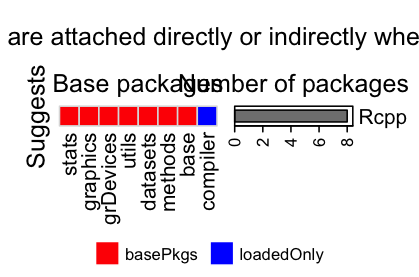 are attached directly or indirectly whe
Base packages
Number of packages
Suggests
Rcpp
stats
graphics
grDevices
utils
datasets
methods
base
compiler
0
2
4
6
8
basePkgs
loadedOnly